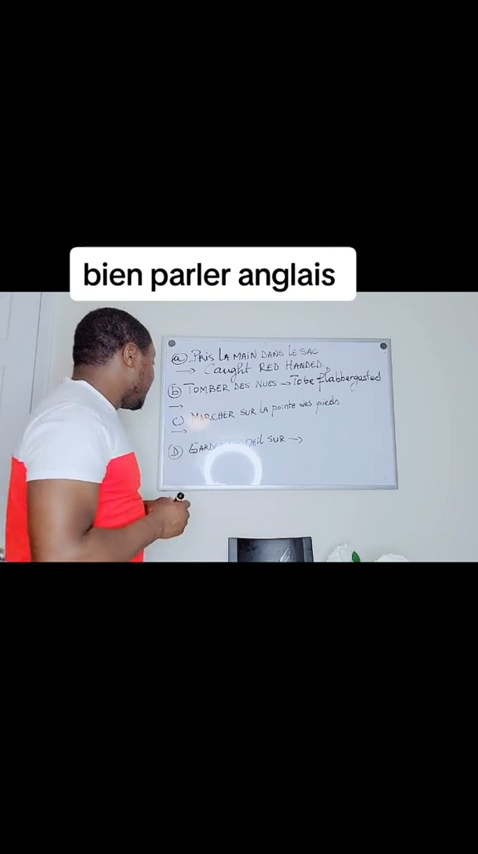 bien parler anglais
(a) PRIS LA MAIN DANS LE SAC
→ Caught RED HANDED
(b) TOMBER DES NUES → To be flabbergasted
→
C) MARCHER SUR LA pointe des pieds
→
(D) GARDER OEIL SUR →